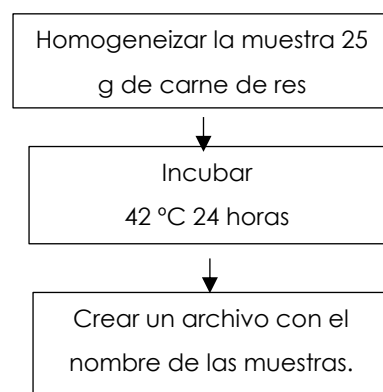 Homogeneizar la muestra 25
g de carne de res
Incubar
42 ºC 24 horas
Crear un archivo con el
nombre de las muestras.